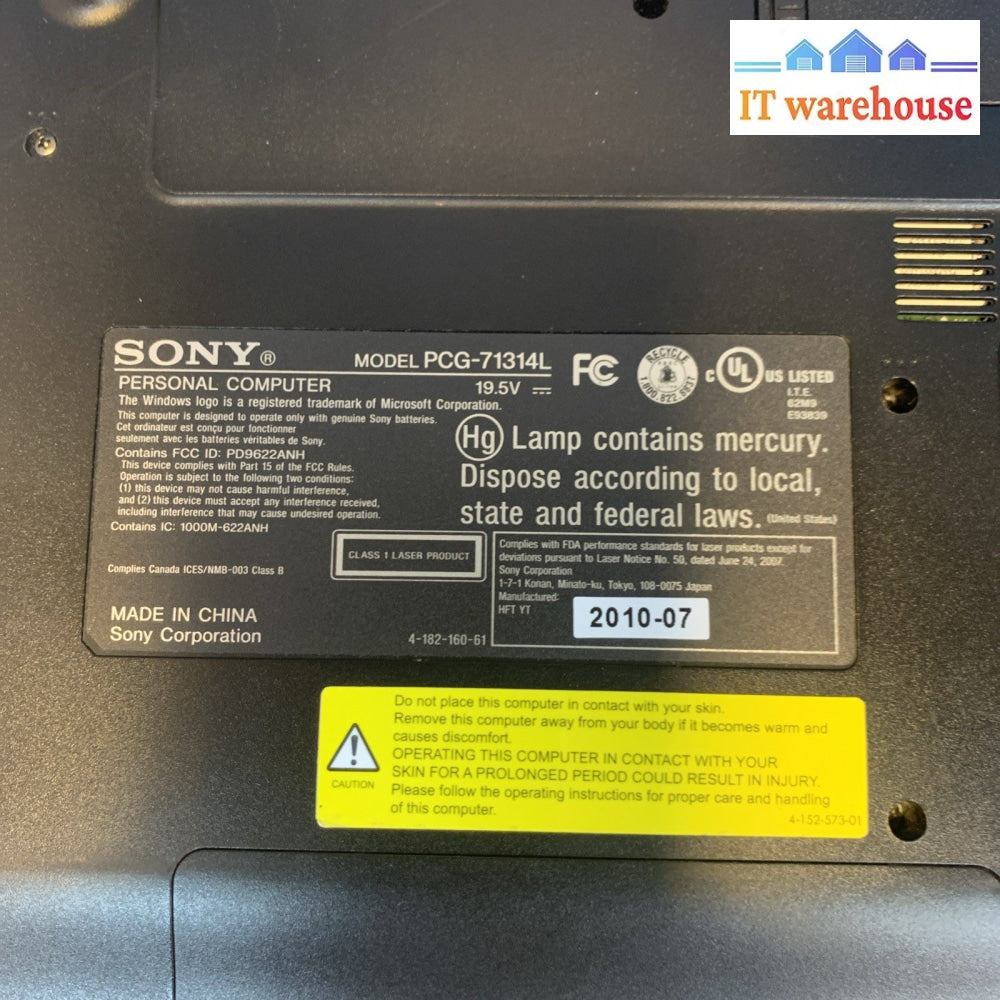 IT warehouse
SONY®
MODEL PCG-71314L
PERSONAL COMPUTER
19.5V
The Windows logo is a registered trademark of Microsoft Corporation.
This computer is designed to operate only with genuine Sony batteries.
Cet ordinateur est conçu pour fonctionner
seulement avec les batteries véritables de Sony.
Contains FCC ID: PD9622ANH
This device complies with Part 15 of the FCC Rules.
Operation is subject to the following two conditions:
(1) this device may not cause harmful interference,
and (2) this device must accept any interference received,
including interference that may cause undesired operation.
Contains IC: 1000M-622ANH
Complies Canada ICES/NMB-003 Class B
MADE IN CHINA
Sony Corporation
4-182-160-61
CLASS 1 LASER PRODUCT
FC
RECYCLE
1.800.822.8837
c UL US LISTED
I.T.E.
62M9
E93839
Hg Lamp contains mercury.
Dispose according to local,
state and federal laws. (United States)
Complies with FDA performance standards for laser products except for
deviations pursuant to Laser Notice No. 50, dated June 24, 2007.
Sony Corporation
1-7-1 Konan, Minato-ku, Tokyo, 108-0075 Japan
Manufactured:
HFT YT
2010-07
CAUTION
Do not place this computer in contact with your skin.
Remove this computer away from your body if it becomes warm and
causes discomfort.
OPERATING THIS COMPUTER IN CONTACT WITH YOUR
SKIN FOR A PROLONGED PERIOD COULD RESULT IN INJURY.
Please follow the operating instructions for proper care and handling
of this computer.
4-152-573-01